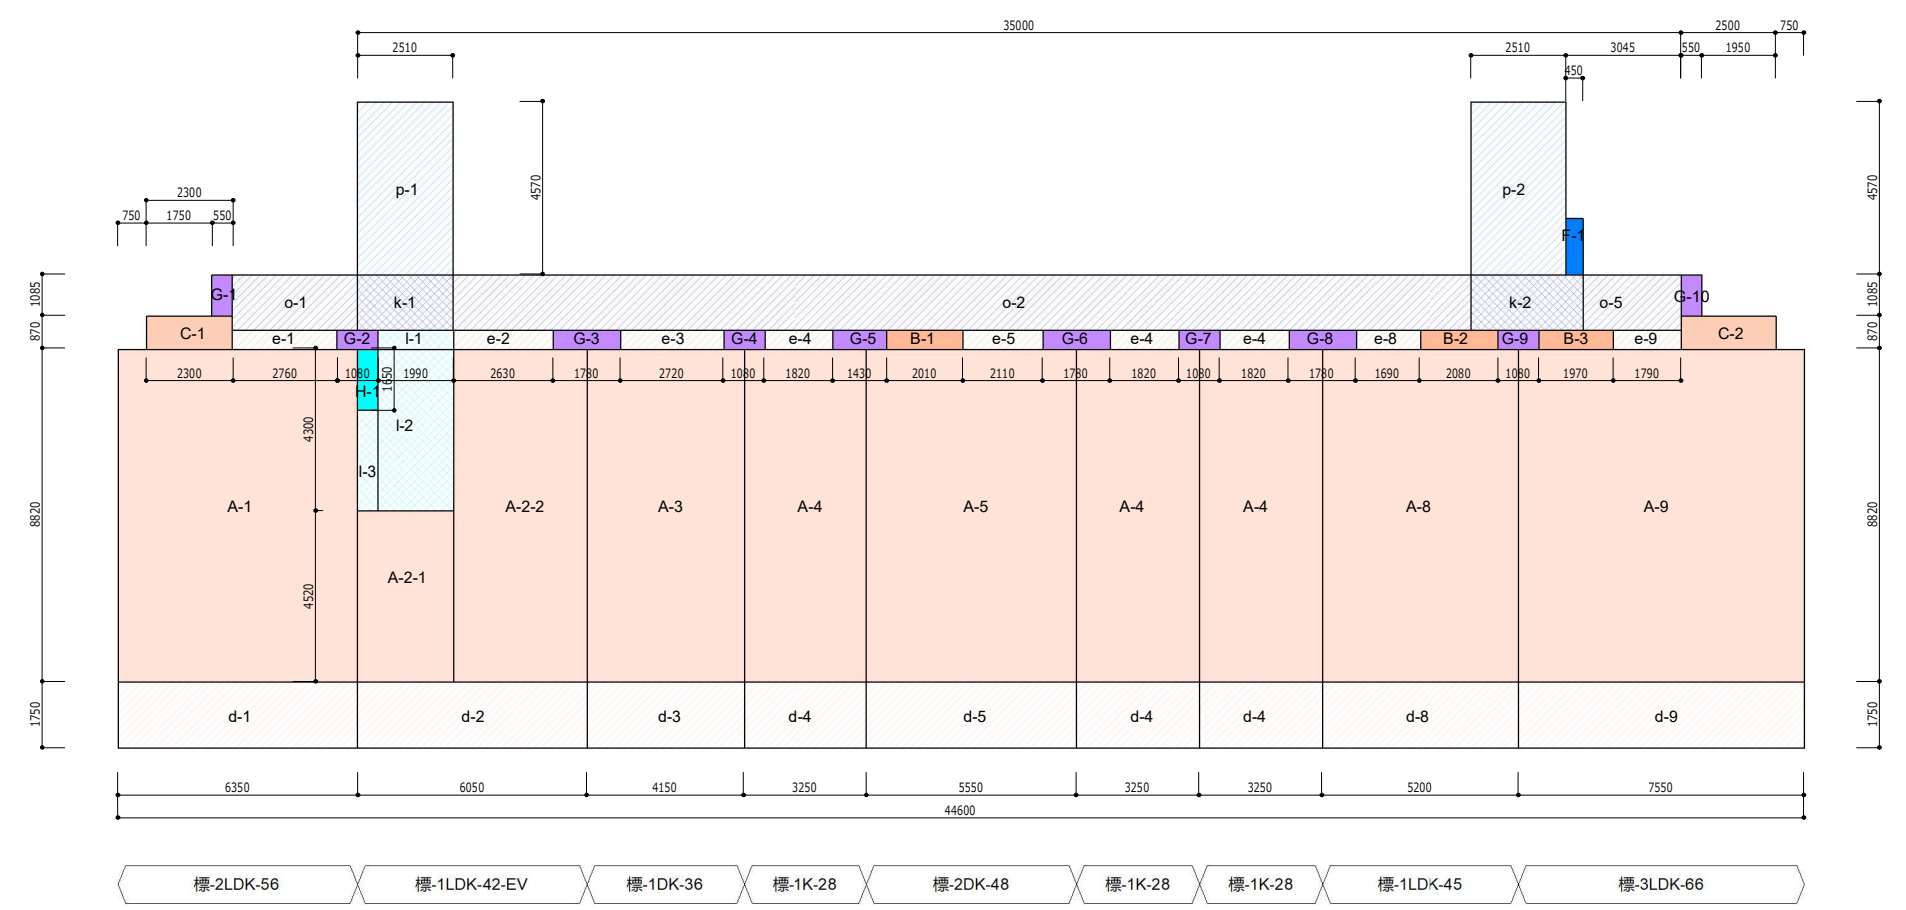 35000
2500 750
2510 2510 3045 550 1950
450
4570
4570
p-1 p-2
2300
750 1750 550
F-1
1085
G-1 o-1 k-1 o-2 k-2 o-5 G-10
1085
870
C-1 e-1 G-2 l-1 e-2 G-3 e-3 G-4 e-4 G-5 B-1 e-5 G-6 e-4 G-7 e-4 G-8 e-8 B-2 G-9 B-3 e-9 C-2
870
2300 2760 1080 1990 2630 1780 2720 1080 1820 1430 2010 2110 1780 1820 1080 1820 1780 1690 2080 1080 1970 1790
1650
H-1
4300
l-2
l-3
8820
A-1 A-2-2 A-3 A-4 A-5 A-4 A-4 A-8 A-9
8820
A-2-1
4520
1750
d-1 d-2 d-3 d-4 d-5 d-4 d-4 d-8 d-9
1750
6350 6050 4150 3250 5550 3250 3250 5200 7550
44600
標-2LDK-56 標-1LDK-42-EV 標-1DK-36 標-1K-28 標-2DK-48 標-1K-28 標-1K-28 標-1LDK-45 標-3LDK-66